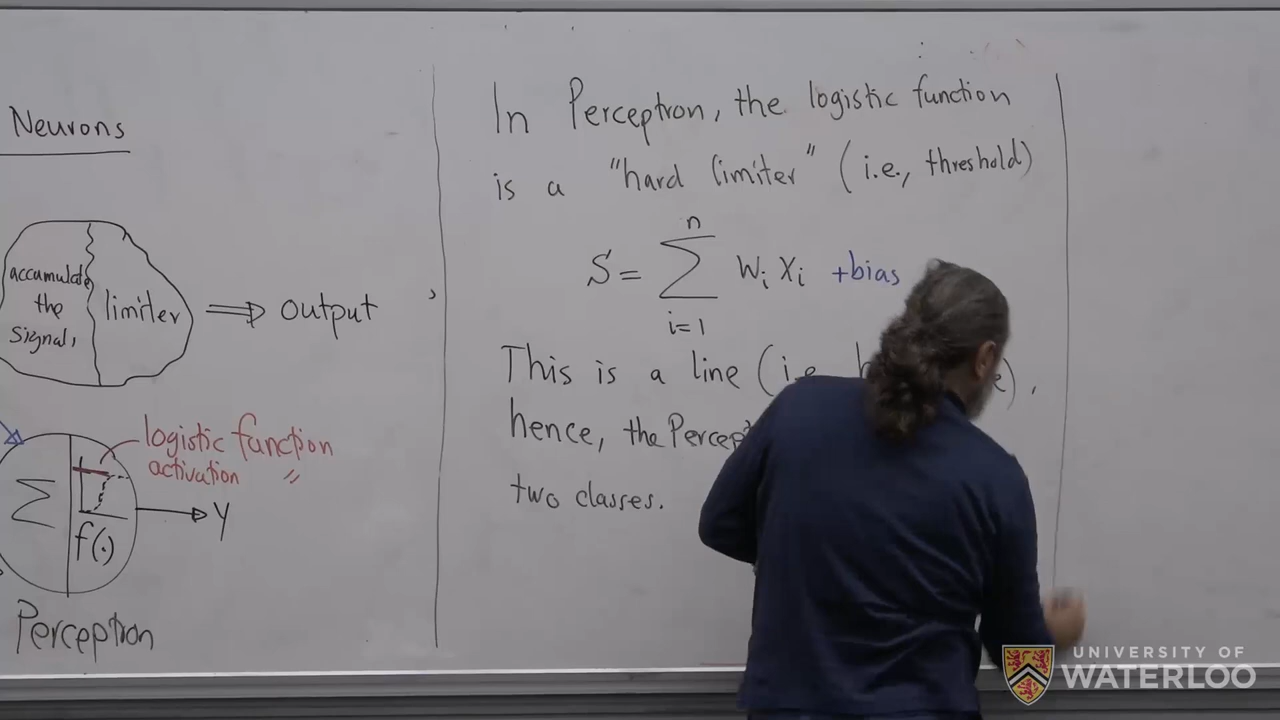 Neurons
accumulate
the
signal,
limiter
Output
logistic function
activation "
Σ
f(.)
y
Perceptron
In Perceptron, the logistic function
is a "hard limiter" (i.e., threshold)
n
S = Σ Wi Xi +bias
i=1
This is a line (i.e.
hence, the
two classes.
UNIVERSITY OF
WATERLOO